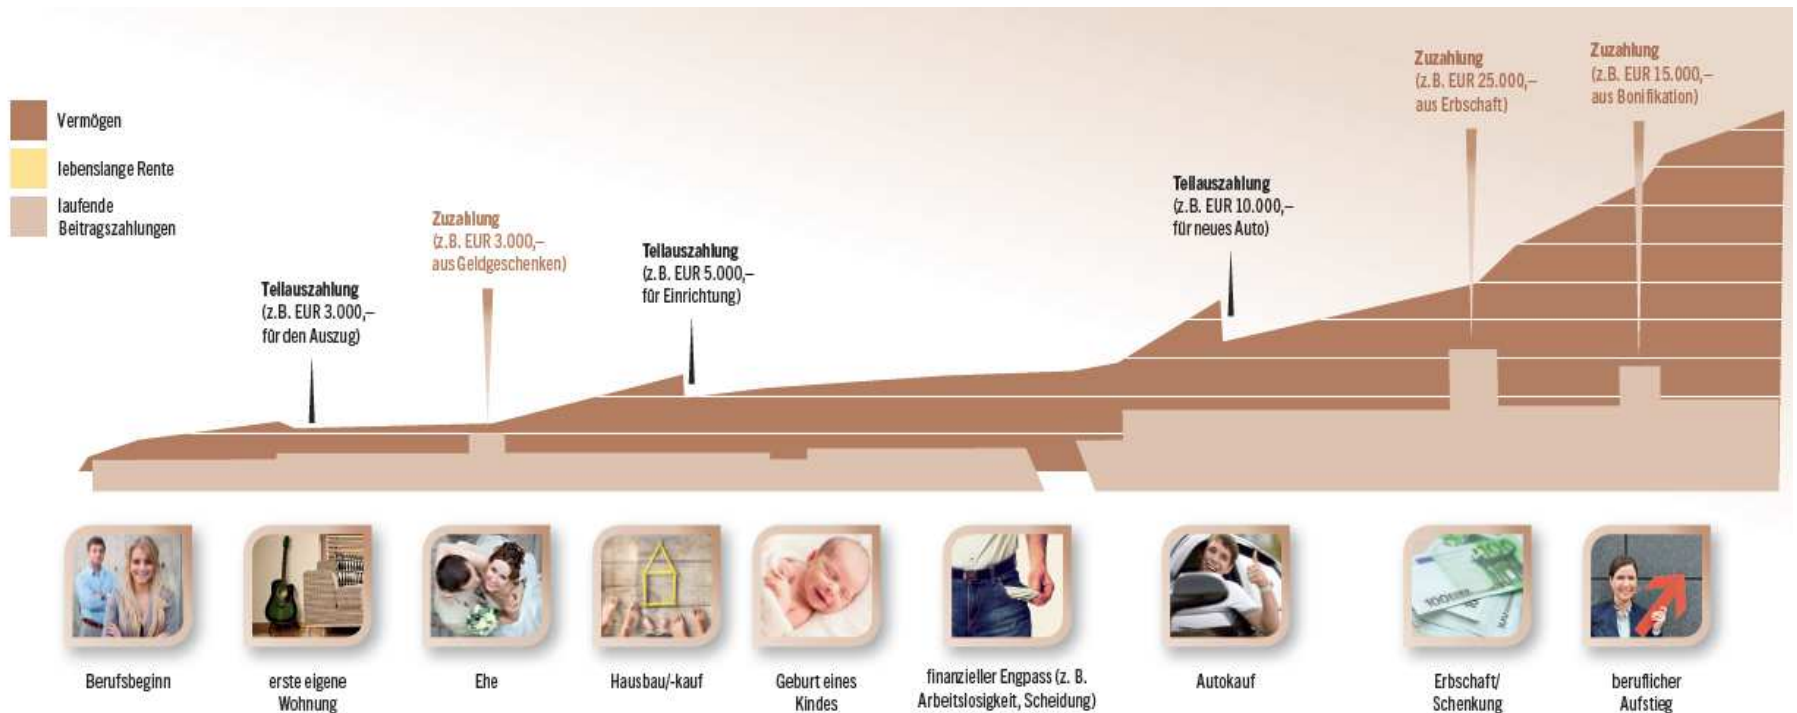 Vermögen
lebenslange Rente
laufende
Beitragszahlungen
Teilauszahlung
(z.B. EUR 3.000,–
für den Auszug)
Zuzahlung
(z.B. EUR 3.000,–
aus Geldgeschenken)
Teilauszahlung
(z.B. EUR 5.000,–
für Einrichtung)
Teilauszahlung
(z.B. EUR 10.000,–
für neues Auto)
Zuzahlung
(z.B. EUR 25.000,–
aus Erbschaft)
Zuzahlung
(z.B. EUR 15.000,–
aus Bonifikation)
Berufsbeginn
erste eigene
Wohnung
Ehe
Hausbau/-kauf
Geburt eines
Kindes
finanzieller Engpass (z. B.
Arbeitslosigkeit, Scheidung)
Autokauf
100 EURO
100
Erbschaft/
Schenkung
beruflicher
Aufstieg